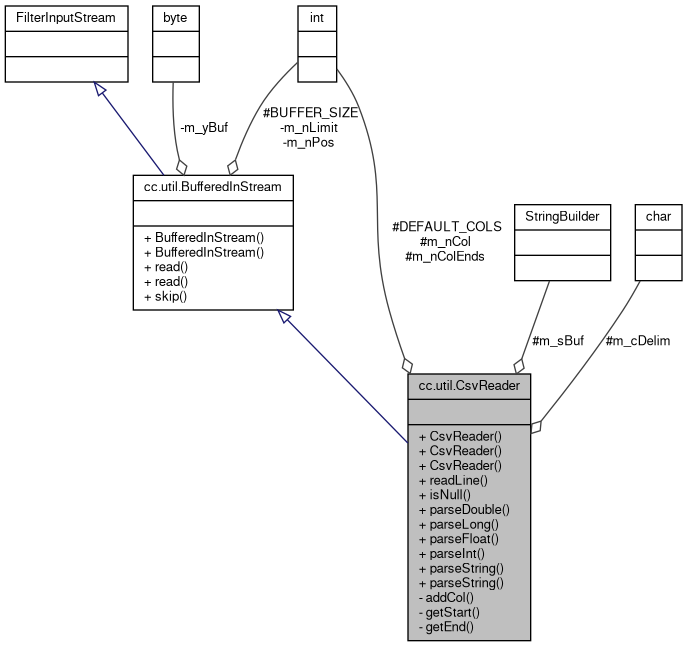 FilterInputStream
byte
int
-m_yBuf
#BUFFER_SIZE
-m_nLimit
-m_nPos
cc.util.BufferedInStream
+ BufferedInStream()
+ BufferedInStream()
+ read()
+ read()
+ skip()
#DEFAULT_COLS
#m_nCol
#m_nColEnds
StringBuilder
char
#m_sBuf
#m_cDelim
cc.util.CsvReader
+ CsvReader()
+ CsvReader()
+ CsvReader()
+ readLine()
+ isNull()
+ parseDouble()
+ parseLong()
+ parseFloat()
+ parseInt()
+ parseString()
+ parseString()
- addCol()
- getStart()
- getEnd()